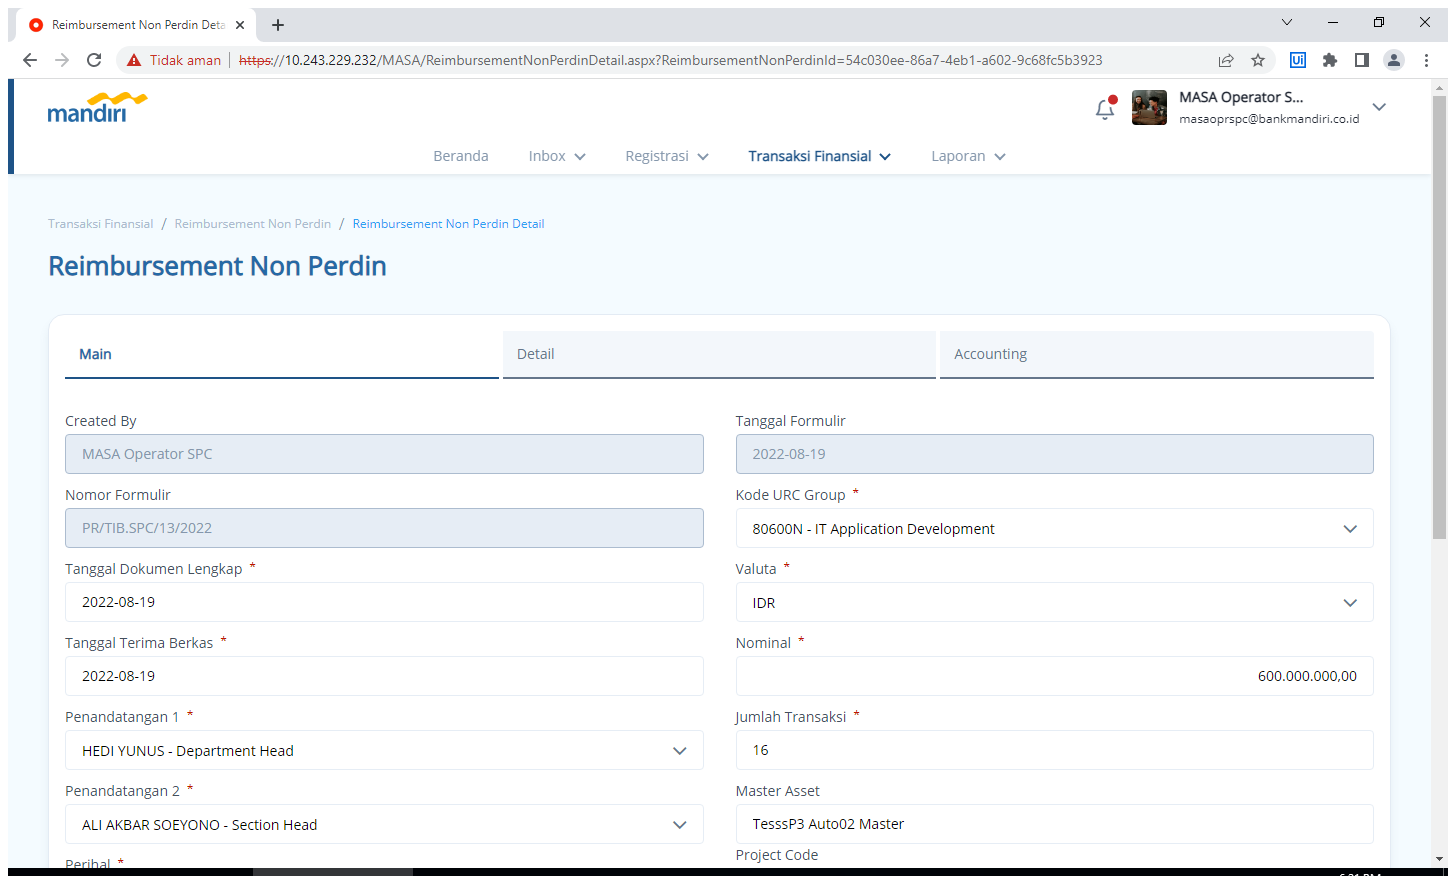 Reimbursement Non Perdin Deta
Tidak aman
https://10.243.229.232/MASA/ReimbursementNonPerdinDetail.aspx?ReimbursementNonPerdinId=54c030ee-86a7-4eb1-a602-9c68fc5b3923
Ui
mandiri
MASA Operator S...
masaoprspc@bankmandiri.co.id
Beranda Inbox Registrasi Transaksi Finansial Laporan
Transaksi Finansial / Reimbursement Non Perdin / Reimbursement Non Perdin Detail
Reimbursement Non Perdin
Main Detail Accounting
Created By
MASA Operator SPC
Tanggal Formulir
2022-08-19
Nomor Formulir
PR/TIB.SPC/13/2022
Kode URC Group *
80600N - IT Application Development
Tanggal Dokumen Lengkap *
2022-08-19
Valuta *
IDR
Tanggal Terima Berkas *
2022-08-19
Nominal *
600.000.000,00
Penandatangan 1 *
HEDI YUNUS - Department Head
Jumlah Transaksi *
16
Penandatangan 2 *
ALI AKBAR SOEYONO - Section Head
Master Asset
TesssP3 Auto02 Master
Perihal *
Project Code